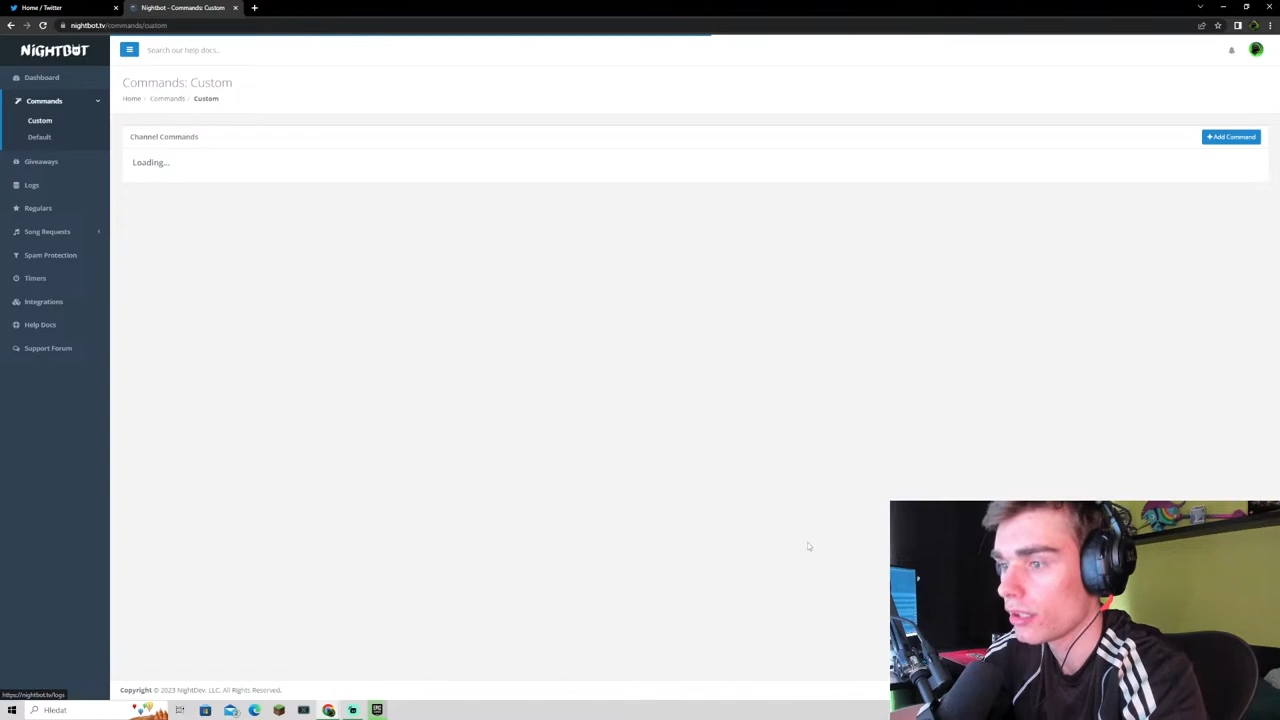 Home / Twitter
Nightbot - Commands: Custom
nightbot.tv/commands/custom
NIGHTBOT
Search our help docs..
Dashboard
Commands
Custom
Default
Giveaways
Logs
Regulars
Song Requests
Spam Protection
Timers
Integrations
Help Docs
Support Forum
Commands: Custom
Home / Commands / Custom
Channel Commands
+ Add Command
Loading...
https://nightbot.tv/logs
Copyright © 2023 NightDev, LLC. All Rights Reserved.
Hledat